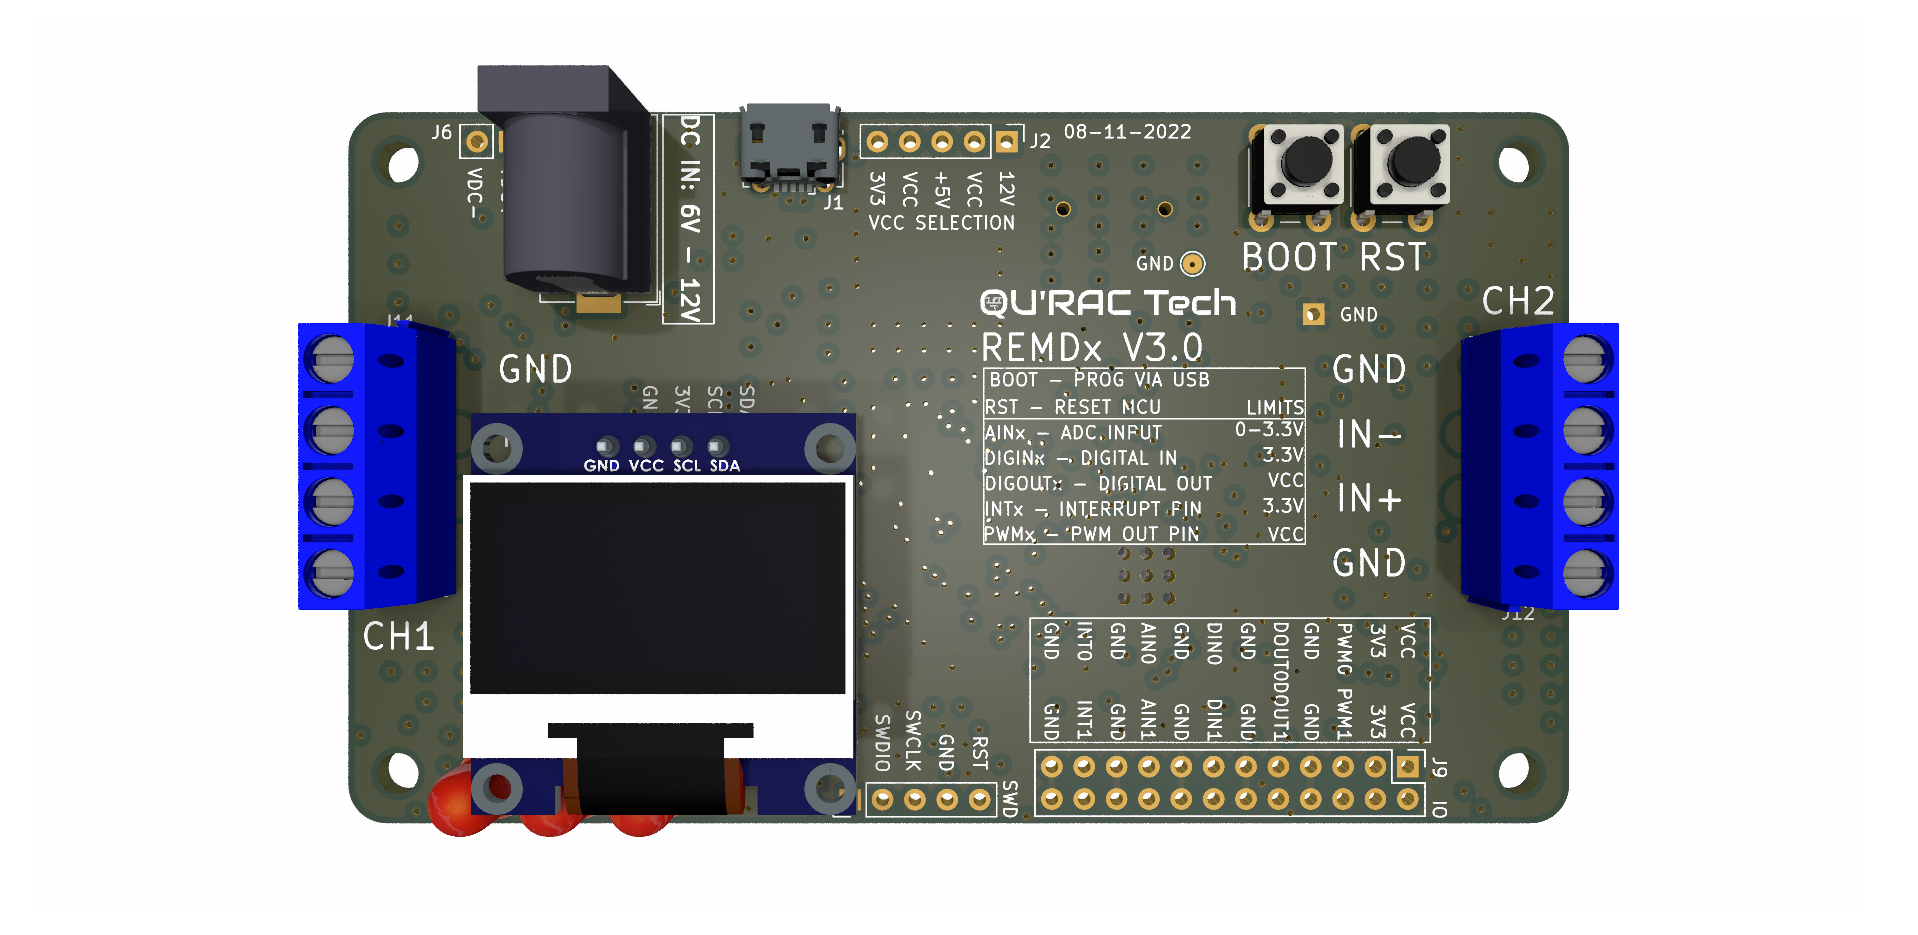 J6
VDC-
DC IN: 6V - 12V
J1
3V3
VCC
+5V
VCC
12V
J2
VCC SELECTION
08-11-2022
BOOT
RST
GND
GND
QU'RAC Tech
REMDx V3.0
BOOT - PROG VIA USB
RST - RESET MCU LIMITS
AINx - ADC INPUT 0-3.3V
DIGINx - DIGITAL IN 3.3V
DIGOUTx - DIGITAL OUT VCC
INTx - INTERRUPT PIN 3.3V
PWMx - PWM OUT PIN VCC
CH2
GND
IN-
IN+
GND
J12
J11
GND
CH1
GND VCC SCL SDA
SWDIO
SWCLK
GND
RST
SWD
GND INT0 GND AIN0 GND DIN0 GND DOUT0 GND PWM0 3V3 VCC
GND INT1 GND AIN1 GND DIN1 GND DOUT1 GND PWM1 3V3 VCC
J9
IO